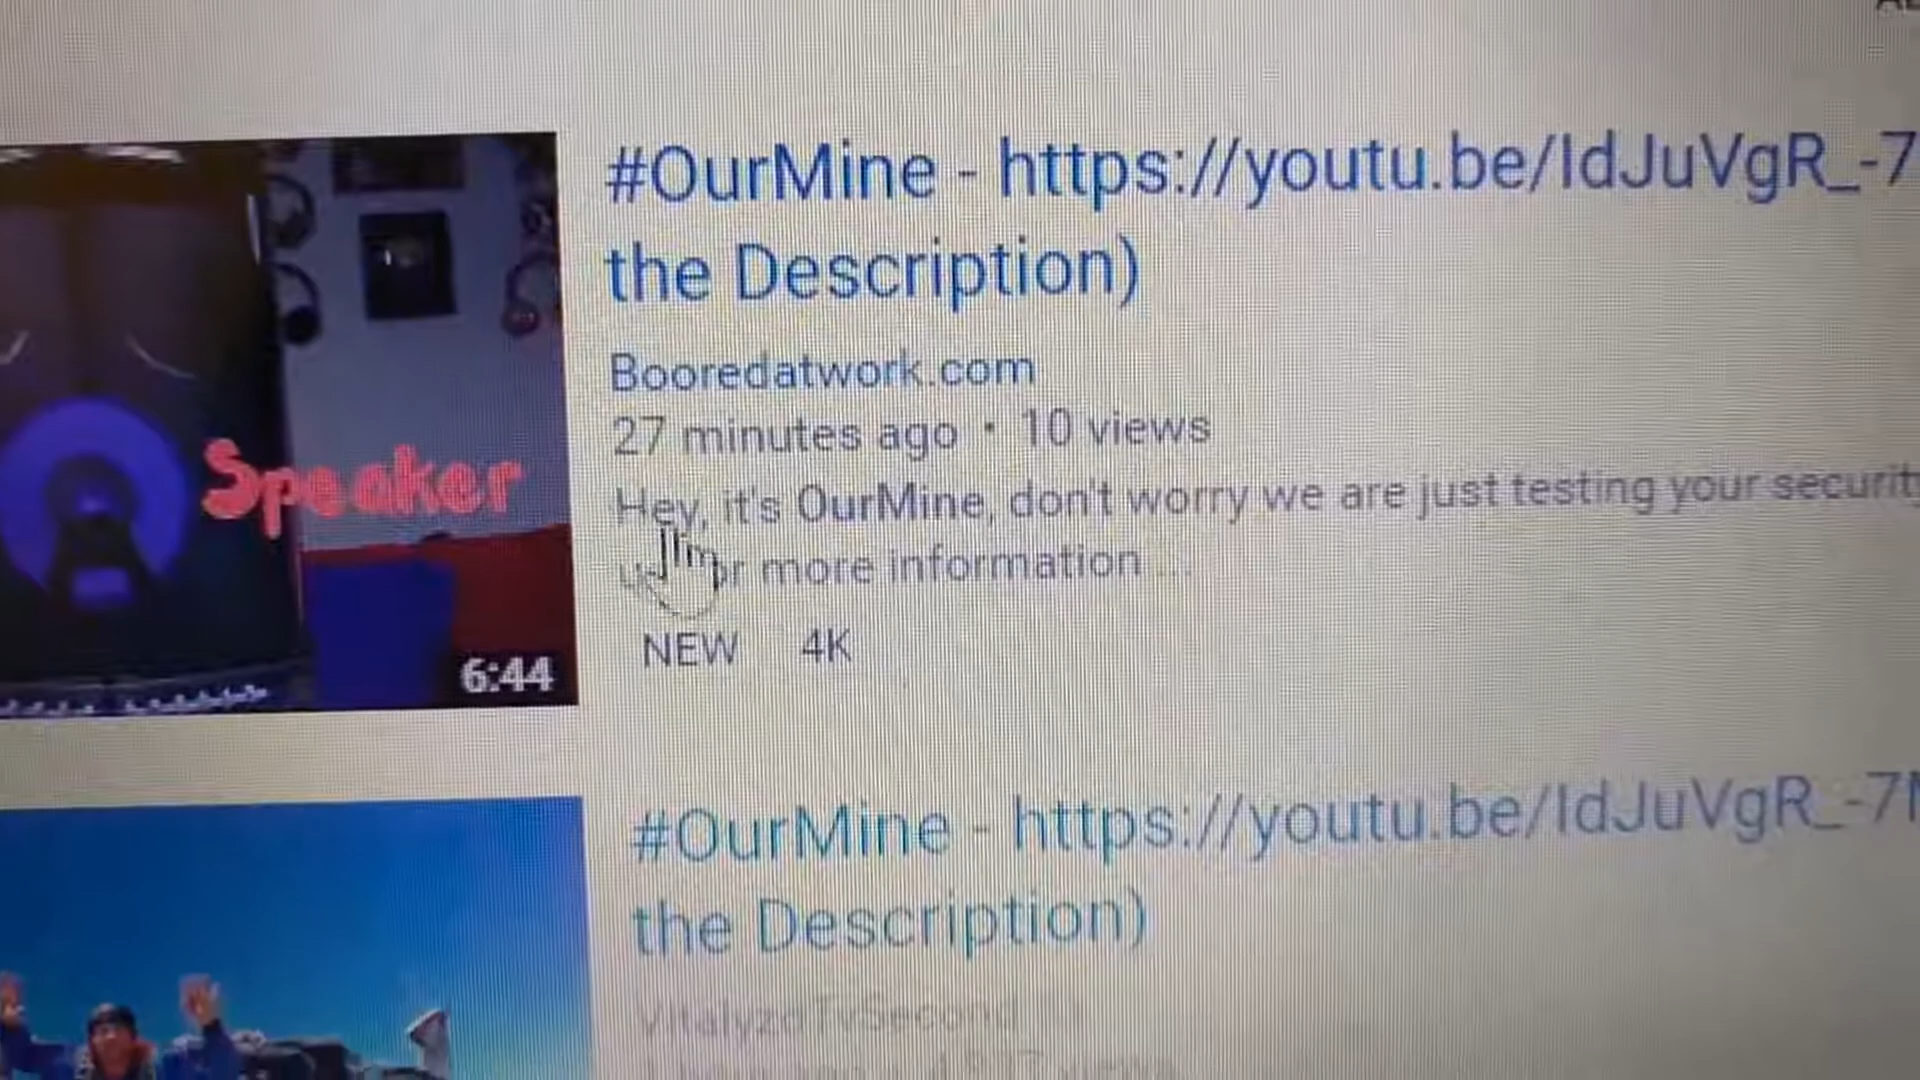 #OurMine - https://youtu.be/IdJuVgR_-7
the Description)
Booredatwork.com
27 minutes ago · 10 views
Hey, it's OurMine, don't worry we are just testing your security
more information ...
NEW 4K
Speaker
6:44
#OurMine - https://youtu.be/IdJuVgR_-7
the Description)